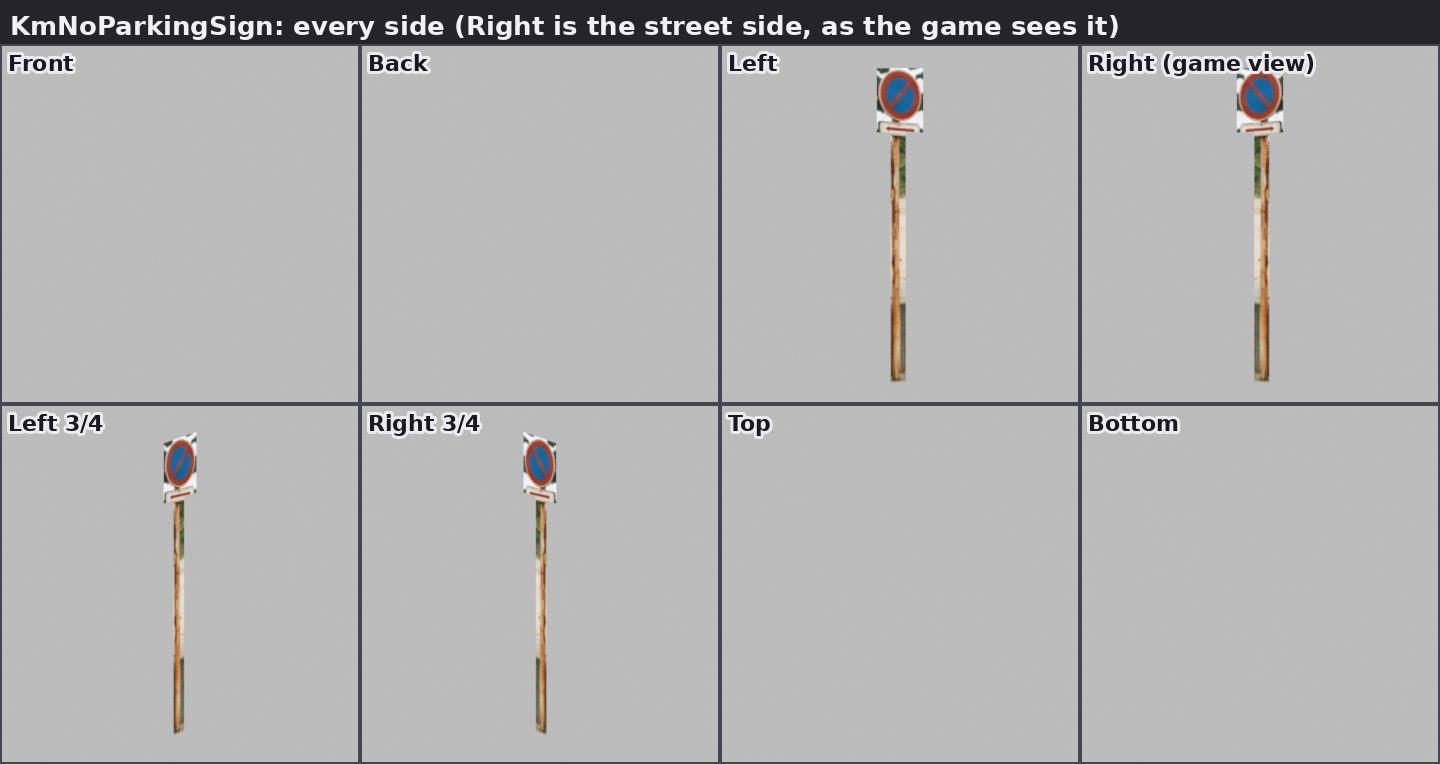 KmNoParkingSign: every side (Right is the street side, as the game sees it)
Front
Back
Left
Right (game view)
Left 3/4
Right 3/4
Top
Bottom